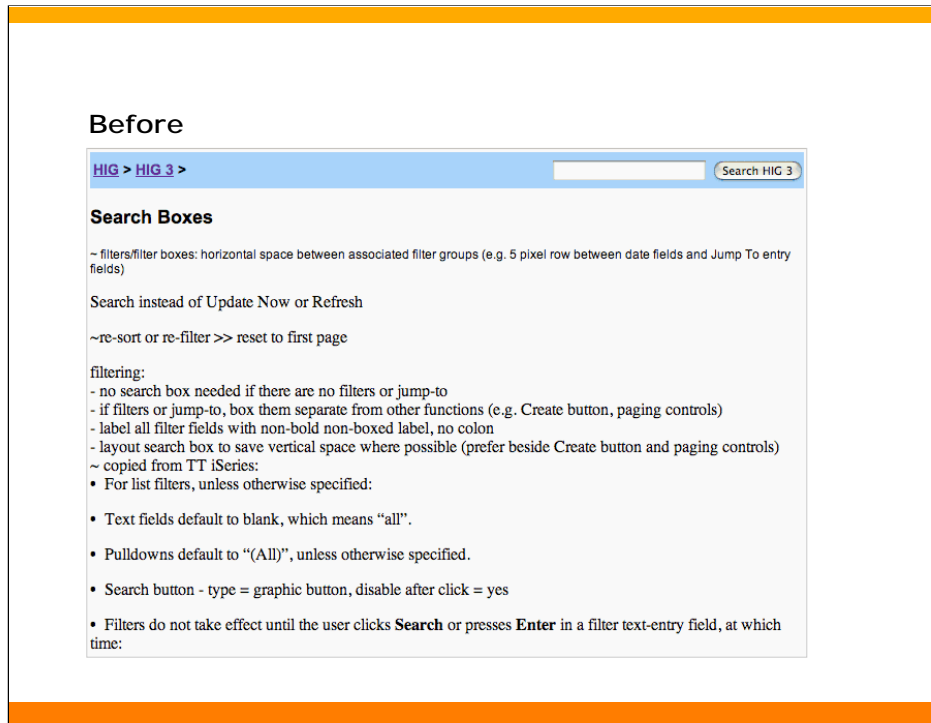 Before
HIG > HIG 3 >
Search HIG 3
Search Boxes
~ filters/filter boxes: horizontal space between associated filter groups (e.g. 5 pixel row between date fields and Jump To entry
fields)
Search instead of Update Now or Refresh
~re-sort or re-filter >> reset to first page
filtering:
- no search box needed if there are no filters or jump-to
- if filters or jump-to, box them separate from other functions (e.g. Create button, paging controls)
- label all filter fields with non-bold non-boxed label, no colon
- layout search box to save vertical space where possible (prefer beside Create button and paging controls)
~ copied from TT iSeries:
• For list filters, unless otherwise specified:
• Text fields default to blank, which means “all”.
• Pulldowns default to “(All)”, unless otherwise specified.
• Search button - type = graphic button, disable after click = yes
• Filters do not take effect until the user clicks Search or presses Enter in a filter text-entry field, at which
time: